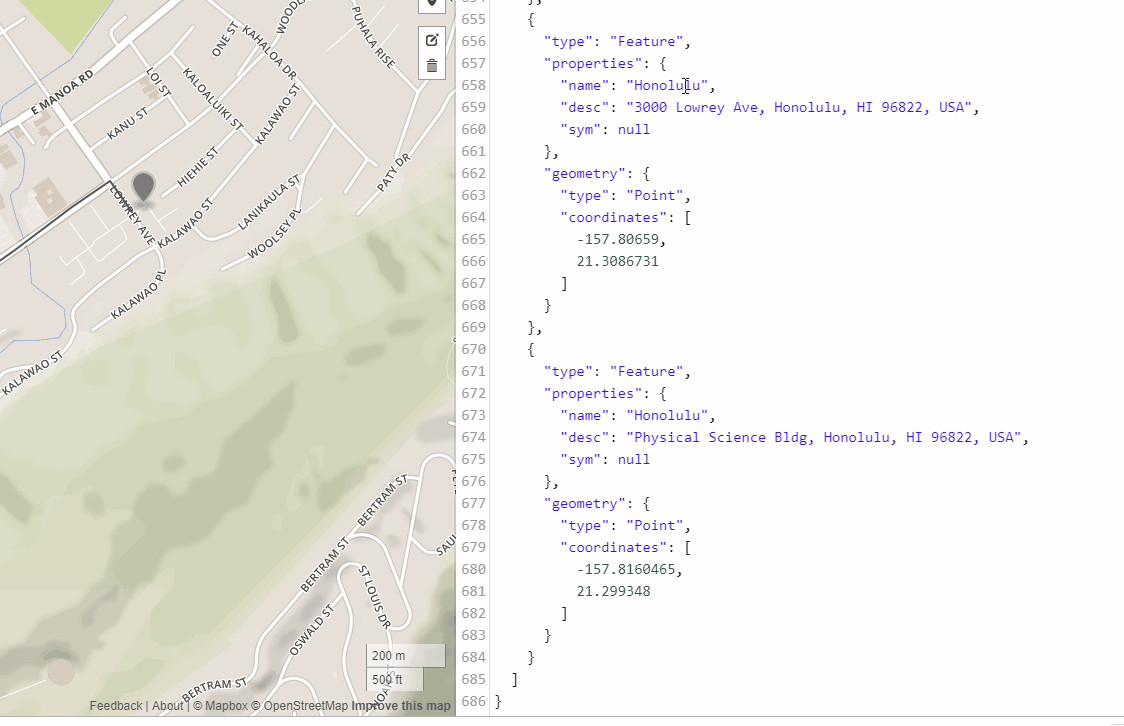 E MANOA RD
ONE ST
WOODL
KAHALOA DR
PUHALA RISE
LOI ST
KALOALUIKI ST
KALAWAO ST
KANU ST
HIEHIE ST
PATY DR
LOWREY AVE
KALAWAO ST
LANIKAULA ST
WOOLSEY PL
KALAWAO PL
KALAWAO ST
BERTRAM ST
BERTRAM ST
SAUL
ST LOUIS DR
OSWALD ST
BERTRAM ST
200 m
500 ft
Feedback | About | © Mapbox © OpenStreetMap Improve this map
655 {
656 "type": "Feature",
657 "properties": {
658 "name": "Honolulu",
659 "desc": "3000 Lowrey Ave, Honolulu, HI 96822, USA",
660 "sym": null
661 },
662 "geometry": {
663 "type": "Point",
664 "coordinates": [
665 -157.80659,
666 21.3086731
667 ]
668 }
669 },
670 {
671 "type": "Feature",
672 "properties": {
673 "name": "Honolulu",
674 "desc": "Physical Science Bldg, Honolulu, HI 96822, USA",
675 "sym": null
676 },
677 "geometry": {
678 "type": "Point",
679 "coordinates": [
680 -157.8160465,
681 21.299348
682 ]
683 }
684 }
685 ]
686 }